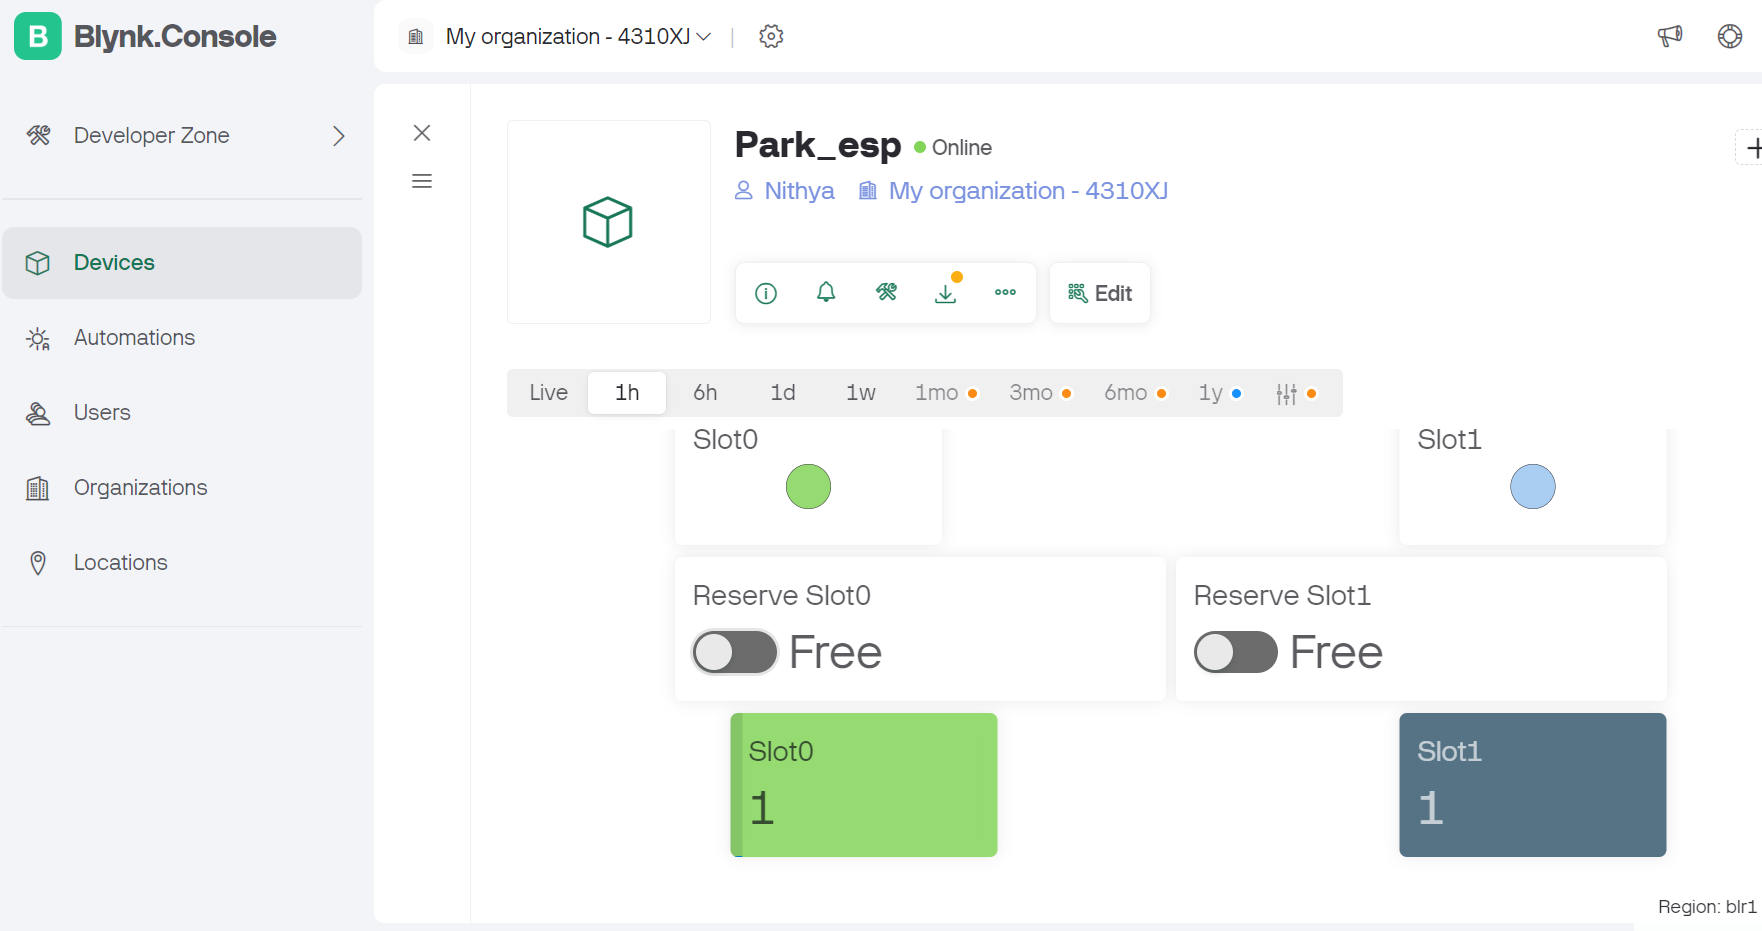 B Blynk.Console
My organization - 4310XJ
Developer Zone
Devices
Automations
Users
Organizations
Locations
Park_esp Online
Nithya My organization - 4310XJ
Edit
Live 1h 6h 1d 1w 1mo 3mo 6mo 1y
Slot0 Slot1
Reserve Slot0 Reserve Slot1
Free Free
Slot0 Slot1
1 1
Region: blr1